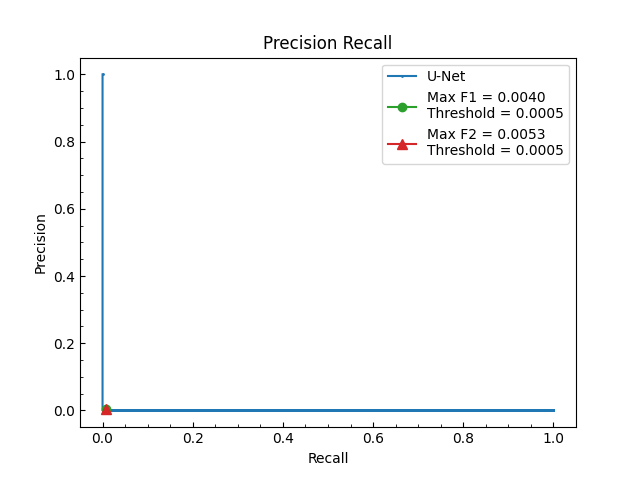 Precision Recall
1.0
0.8
0.6
0.4
0.2
0.0
Precision
U-Net
Max F1 = 0.0040
Threshold = 0.0005
Max F2 = 0.0053
Threshold = 0.0005
0.0 0.2 0.4 0.6 0.8 1.0
Recall